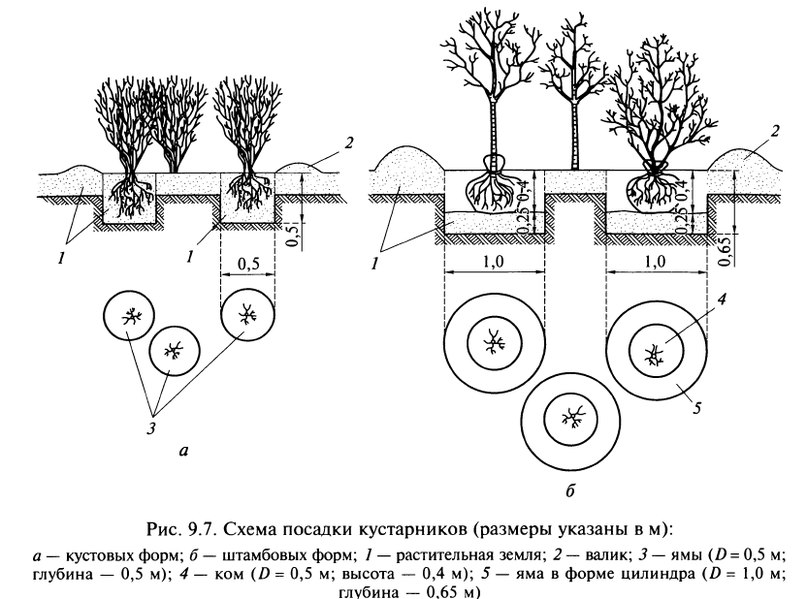 2
1
1
0,5
0,5
3
а
2
1
0,4
0,25
0,4
0,25
0,65
1,0
1,0
4
5
б
Рис. 9.7. Схема посадки кустарников (размеры указаны в м):
а — кустовых форм; б — штамбовых форм; 1 — растительная земля; 2 — валик; 3 — ямы (D = 0,5 м;
глубина — 0,5 м); 4 — ком (D = 0,5 м; высота — 0,4 м); 5 — яма в форме цилиндра (D = 1,0 м;
глубина — 0,65 м)